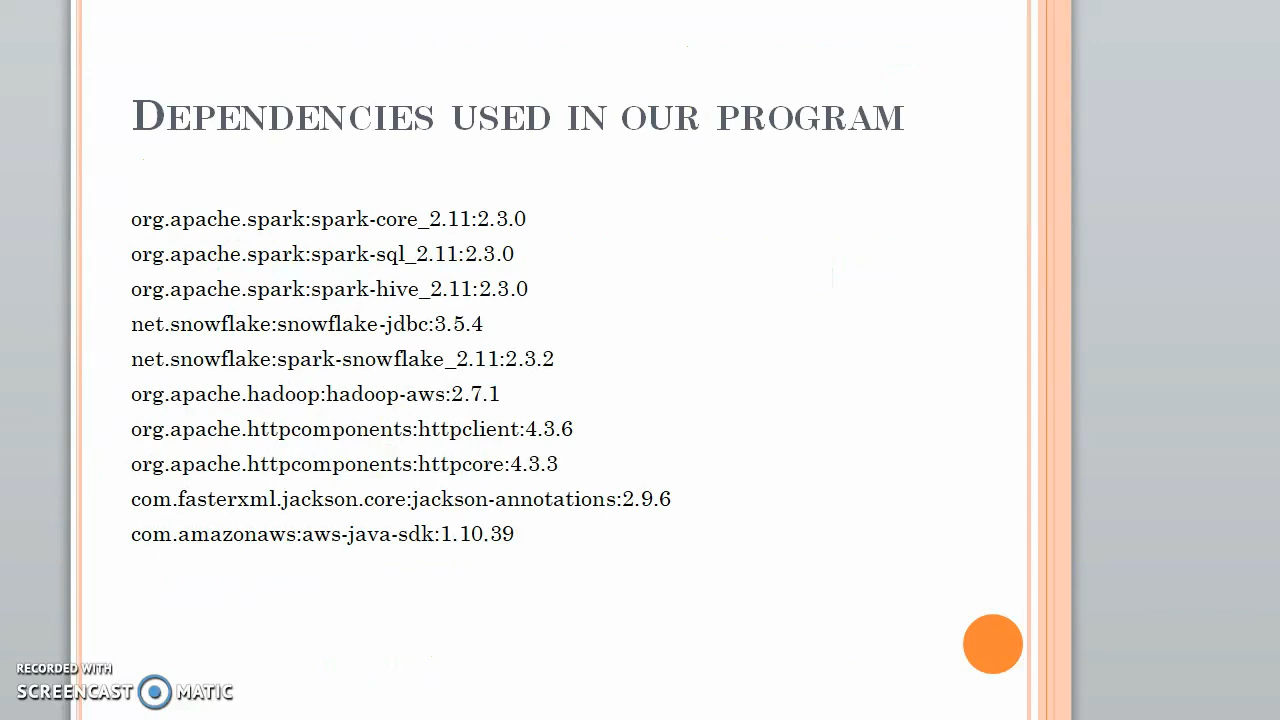 Dependencies used in our program
org.apache.spark:spark-core_2.11:2.3.0
org.apache.spark:spark-sql_2.11:2.3.0
org.apache.spark:spark-hive_2.11:2.3.0
net.snowflake:snowflake-jdbc:3.5.4
net.snowflake:spark-snowflake_2.11:2.3.2
org.apache.hadoop:hadoop-aws:2.7.1
org.apache.httpcomponents:httpclient:4.3.6
org.apache.httpcomponents:httpcore:4.3.3
com.fasterxml.jackson.core:jackson-annotations:2.9.6
com.amazonaws:aws-java-sdk:1.10.39
RECORDED WITH
SCREENCAST MATIC